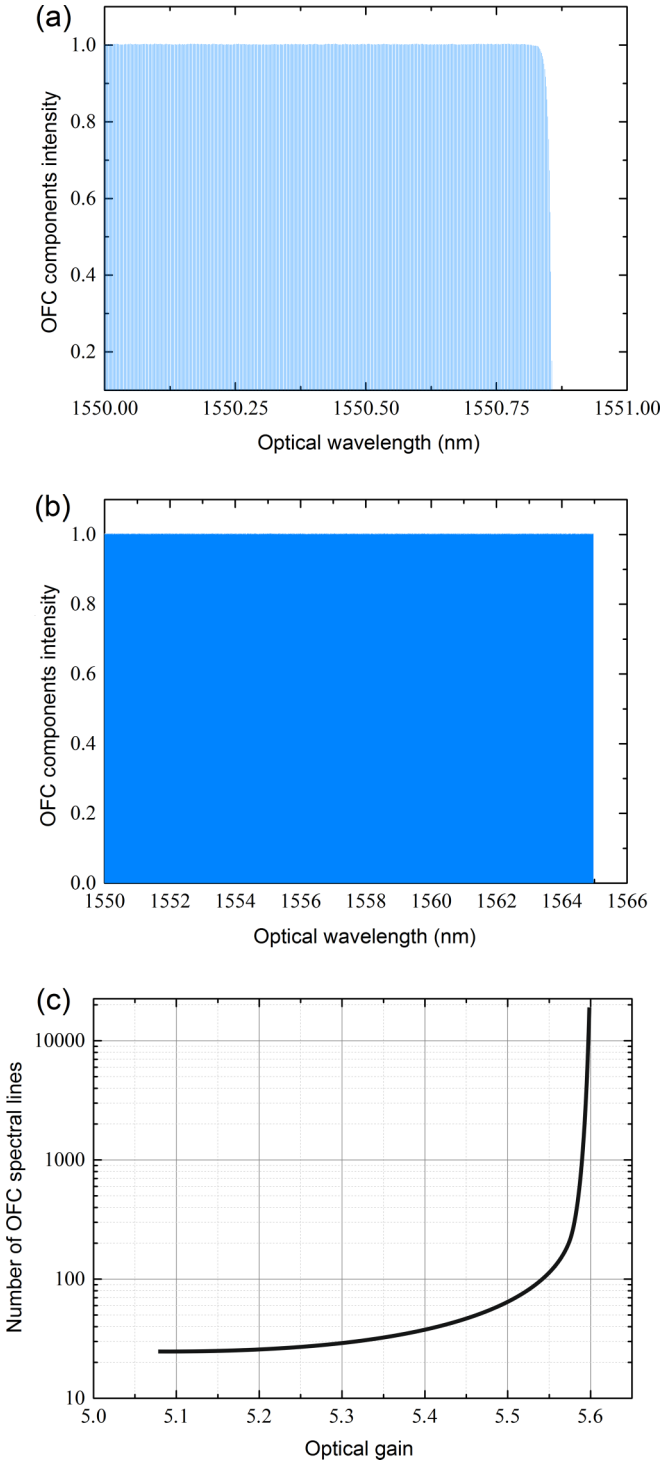 (a)
OFC components intensity
1.0
0.8
0.6
0.4
0.2
1550.00 1550.25 1550.50 1550.75 1551.00
Optical wavelength (nm)
(b)
OFC components intensity
1.0
0.8
0.6
0.4
0.2
0.0
1550 1552 1554 1556 1558 1560 1562 1564 1566
Optical wavelength (nm)
(c)
Number of OFC spectral lines
10000
1000
100
10
5.0 5.1 5.2 5.3 5.4 5.5 5.6
Optical gain